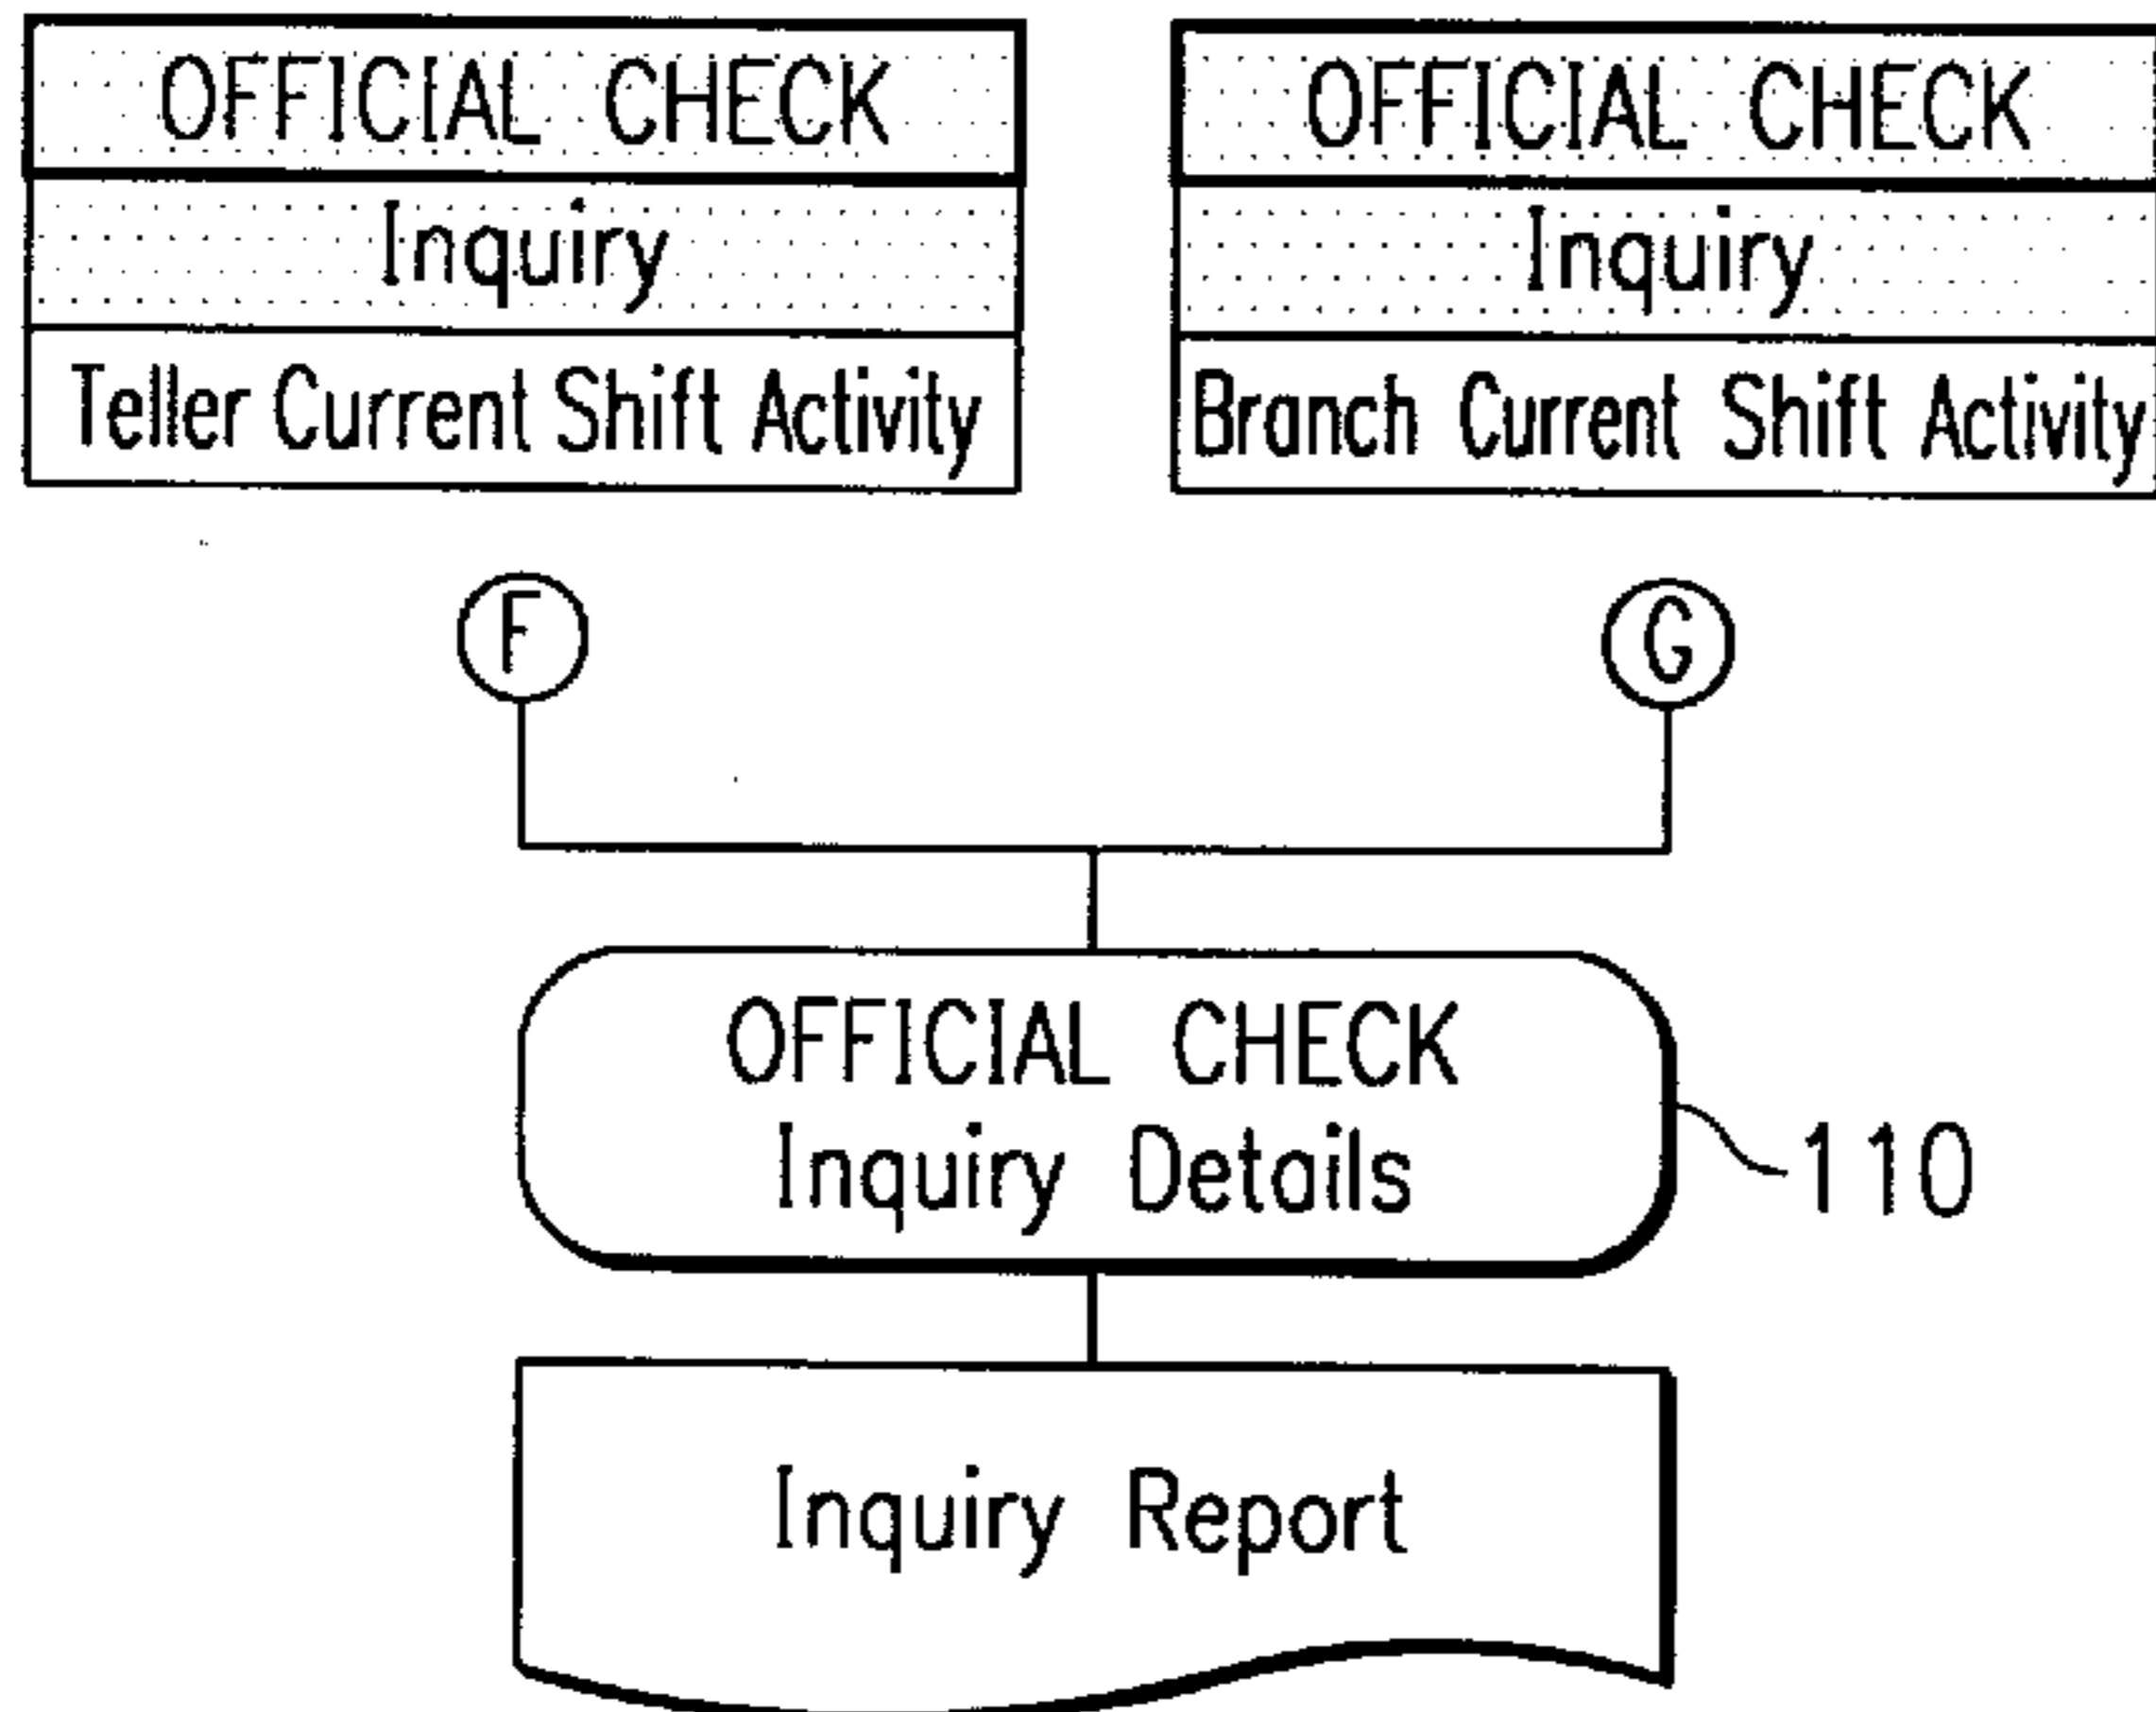 OFFICIAL CHECK
Inquiry
Teller Current Shift Activity
OFFICIAL CHECK
Inquiry
Branch Current Shift Activity
F
G
OFFICIAL CHECK
Inquiry Details
110
Inquiry Report